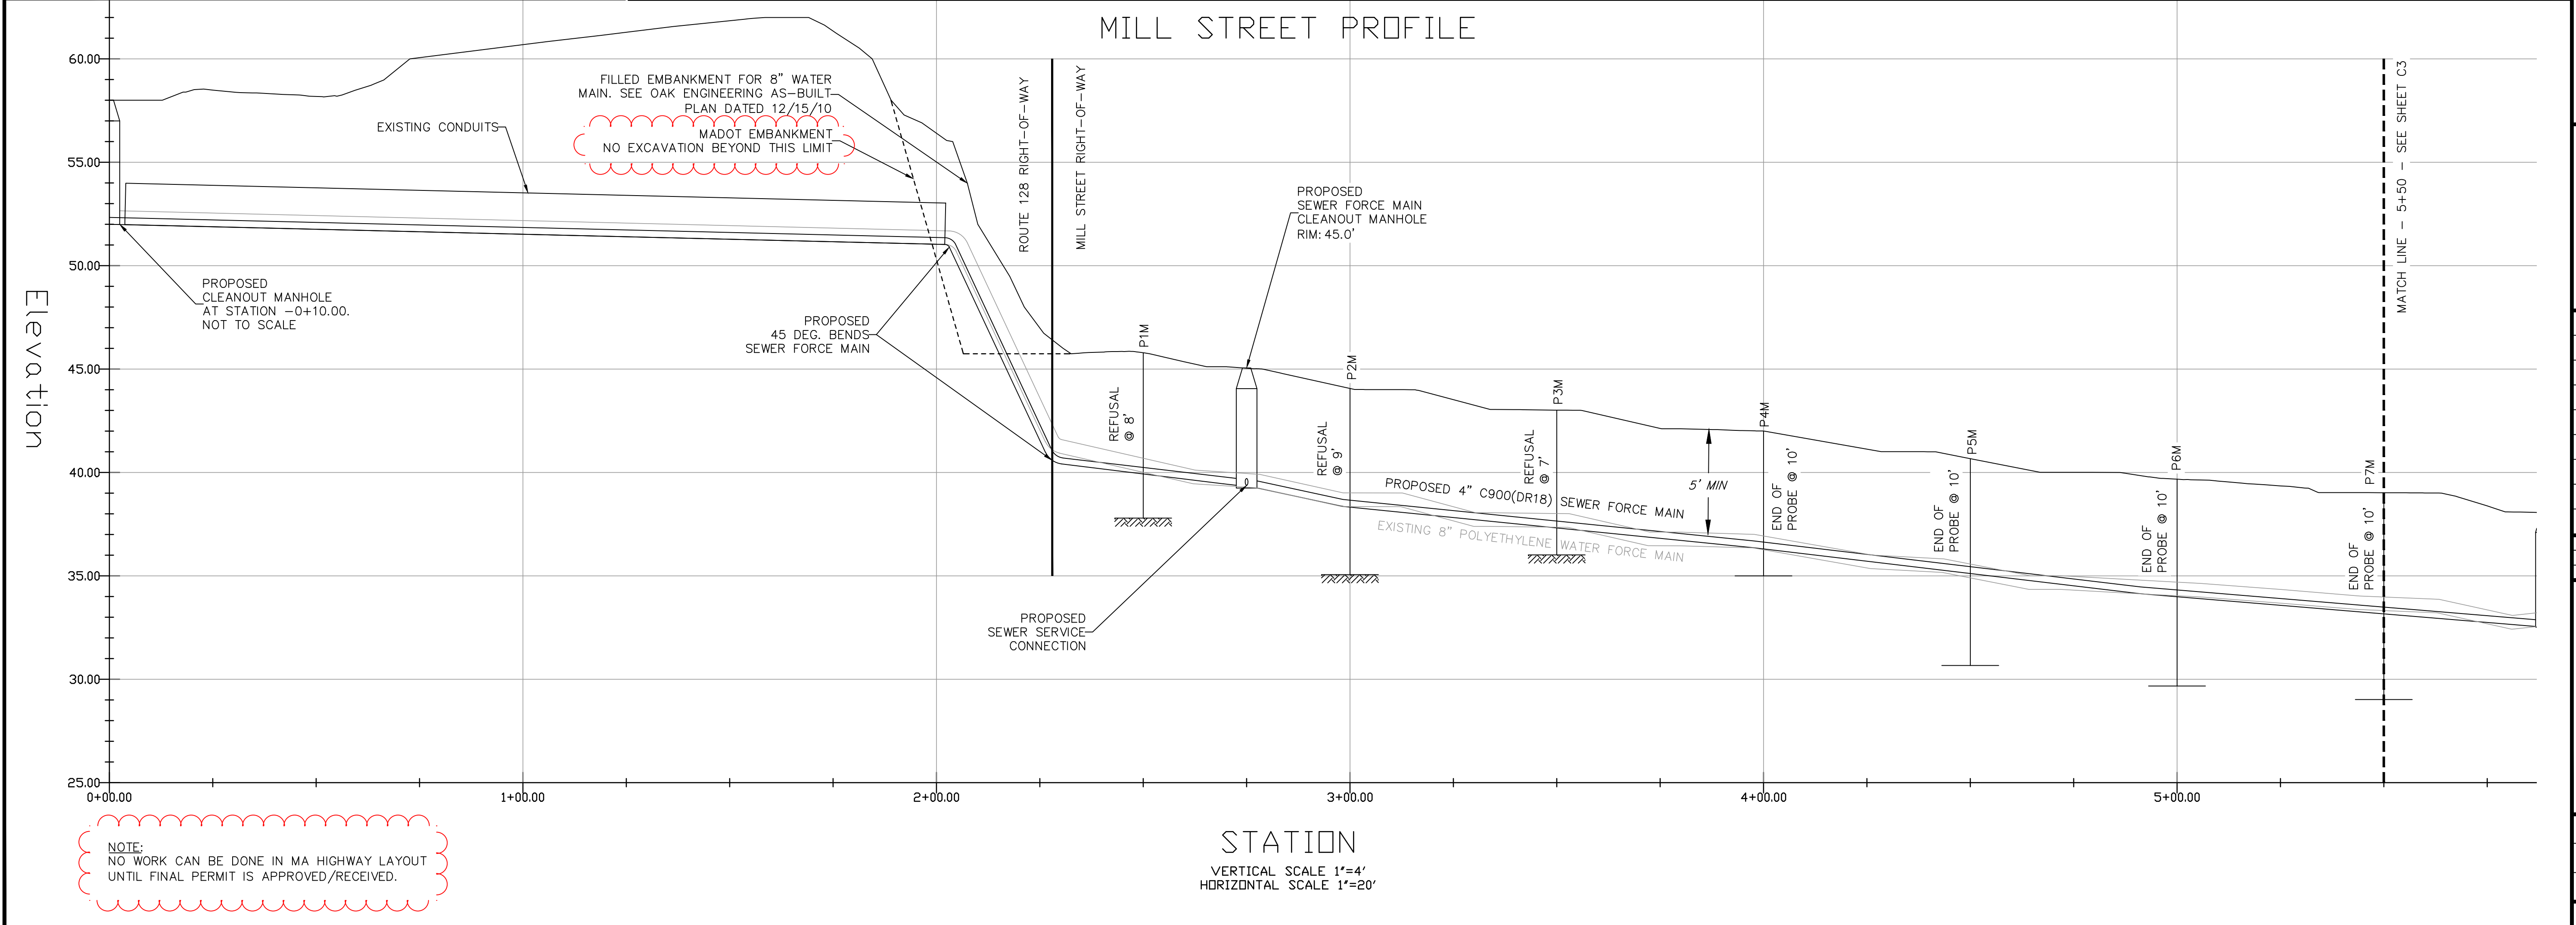 MILL STREET PROFILE
60.00
55.00
50.00
45.00
40.00
35.00
30.00
25.00
Elevation
FILLED EMBANKMENT FOR 8" WATER
MAIN. SEE OAK ENGINEERING AS-BUILT
PLAN DATED 12/15/10
MADOT EMBANKMENT
NO EXCAVATION BEYOND THIS LIMIT
EXISTING CONDUITS
PROPOSED
CLEANOUT MANHOLE
AT STATION -0+10.00.
NOT TO SCALE
PROPOSED
45 DEG. BENDS
SEWER FORCE MAIN
ROUTE 128 RIGHT-OF-WAY
MILL STREET RIGHT-OF-WAY
PROPOSED
SEWER FORCE MAIN
CLEANOUT MANHOLE
RIM: 45.0'
PROPOSED
SEWER SERVICE
CONNECTION
P1M
REFUSAL
@ 8'
P2M
REFUSAL
@ 9'
P3M
REFUSAL
@ 7'
PROPOSED 4" C900(DR18) SEWER FORCE MAIN
EXISTING 8" POLYETHYLENE WATER FORCE MAIN
5' MIN
P4M
END OF
PROBE @ 10'
P5M
END OF
PROBE @ 10'
P6M
END OF
PROBE @ 10'
P7M
END OF
PROBE @ 10'
MATCH LINE - 5+50 - SEE SHEET C3
0+00.00
1+00.00
2+00.00
3+00.00
4+00.00
5+00.00
STATION
VERTICAL SCALE 1"=4'
HORIZONTAL SCALE 1"=20'
NOTE:
NO WORK CAN BE DONE IN MA HIGHWAY LAYOUT
UNTIL FINAL PERMIT IS APPROVED/RECEIVED.